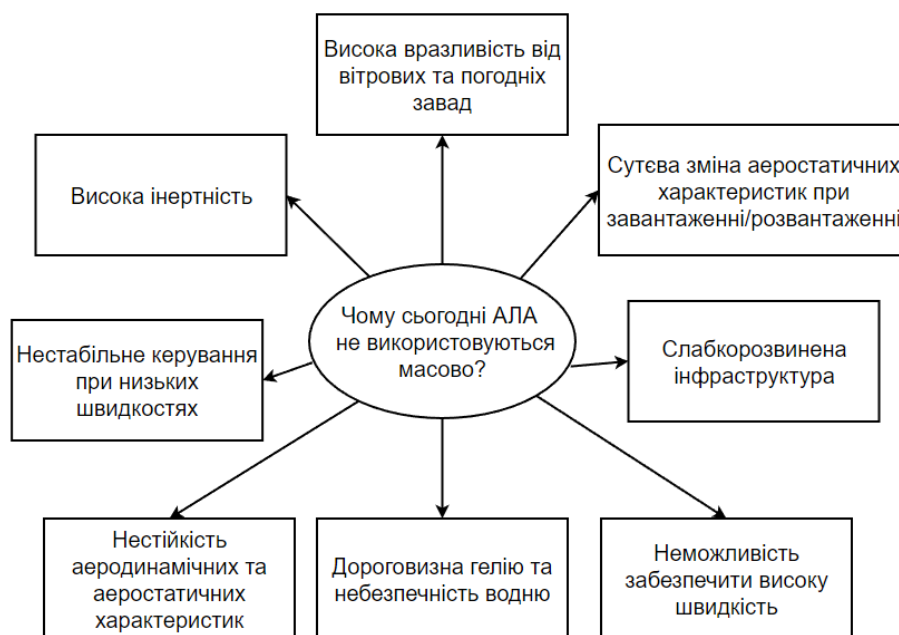 Висока вразливість від
вітрових та погодніх
завад
Висока інертність
Сутєва зміна аеростатичних
характеристик при
завантаженні/розвантаженні
Чому сьогодні АЛА
не використовуються
масово?
Нестабільне керування
при низьких
швидкостях
Слабкорозвинена
інфраструктура
Нестійкість
аеродинамічних та
аеростатичних
характеристик
Дороговизна гелію та
небезпечність водню
Неможливість
забезпечити високу
швидкість